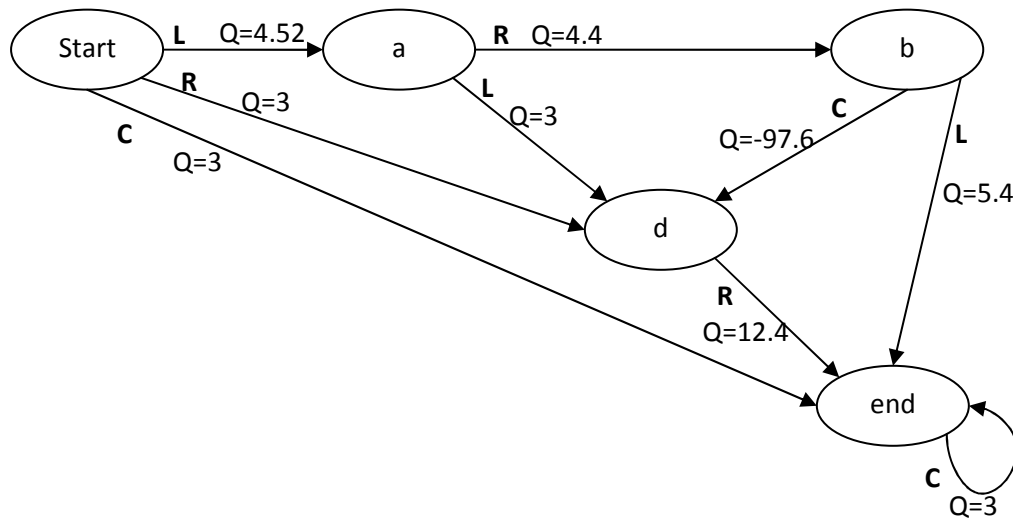 Start
L
Q=4.52
a
R
Q=4.4
b
R
Q=3
L
Q=3
C
Q=-97.6
L
C
Q=3
Q=5.4
d
R
Q=12.4
end
C
Q=3